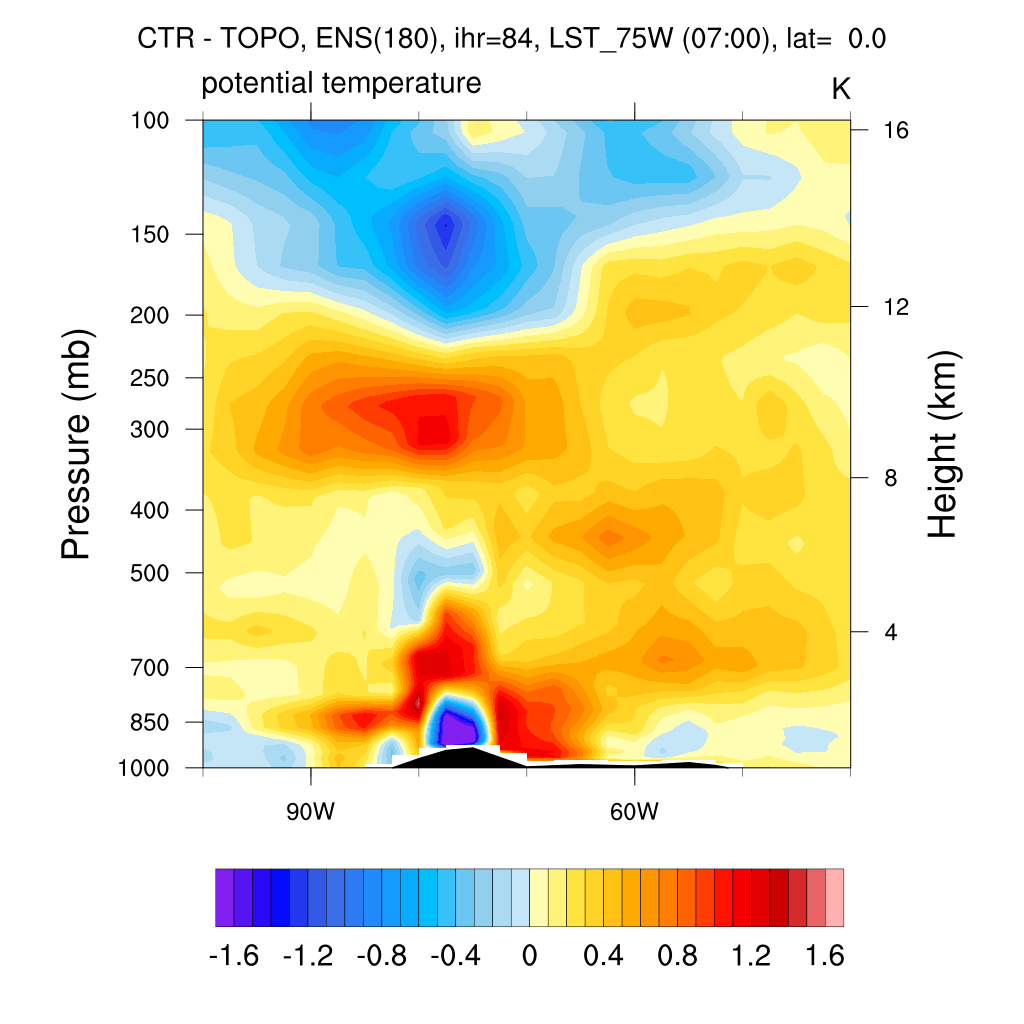 CTR - TOPO, ENS(180), ihr=84, LST_75W (07:00), lat=  0.0
potential temperature K
100
150
200
250
300
400
500
700
850
1000
Pressure (mb)
16
12
8
4
Height (km)
90W 60W
-1.6 -1.2 -0.8 -0.4 0 0.4 0.8 1.2 1.6